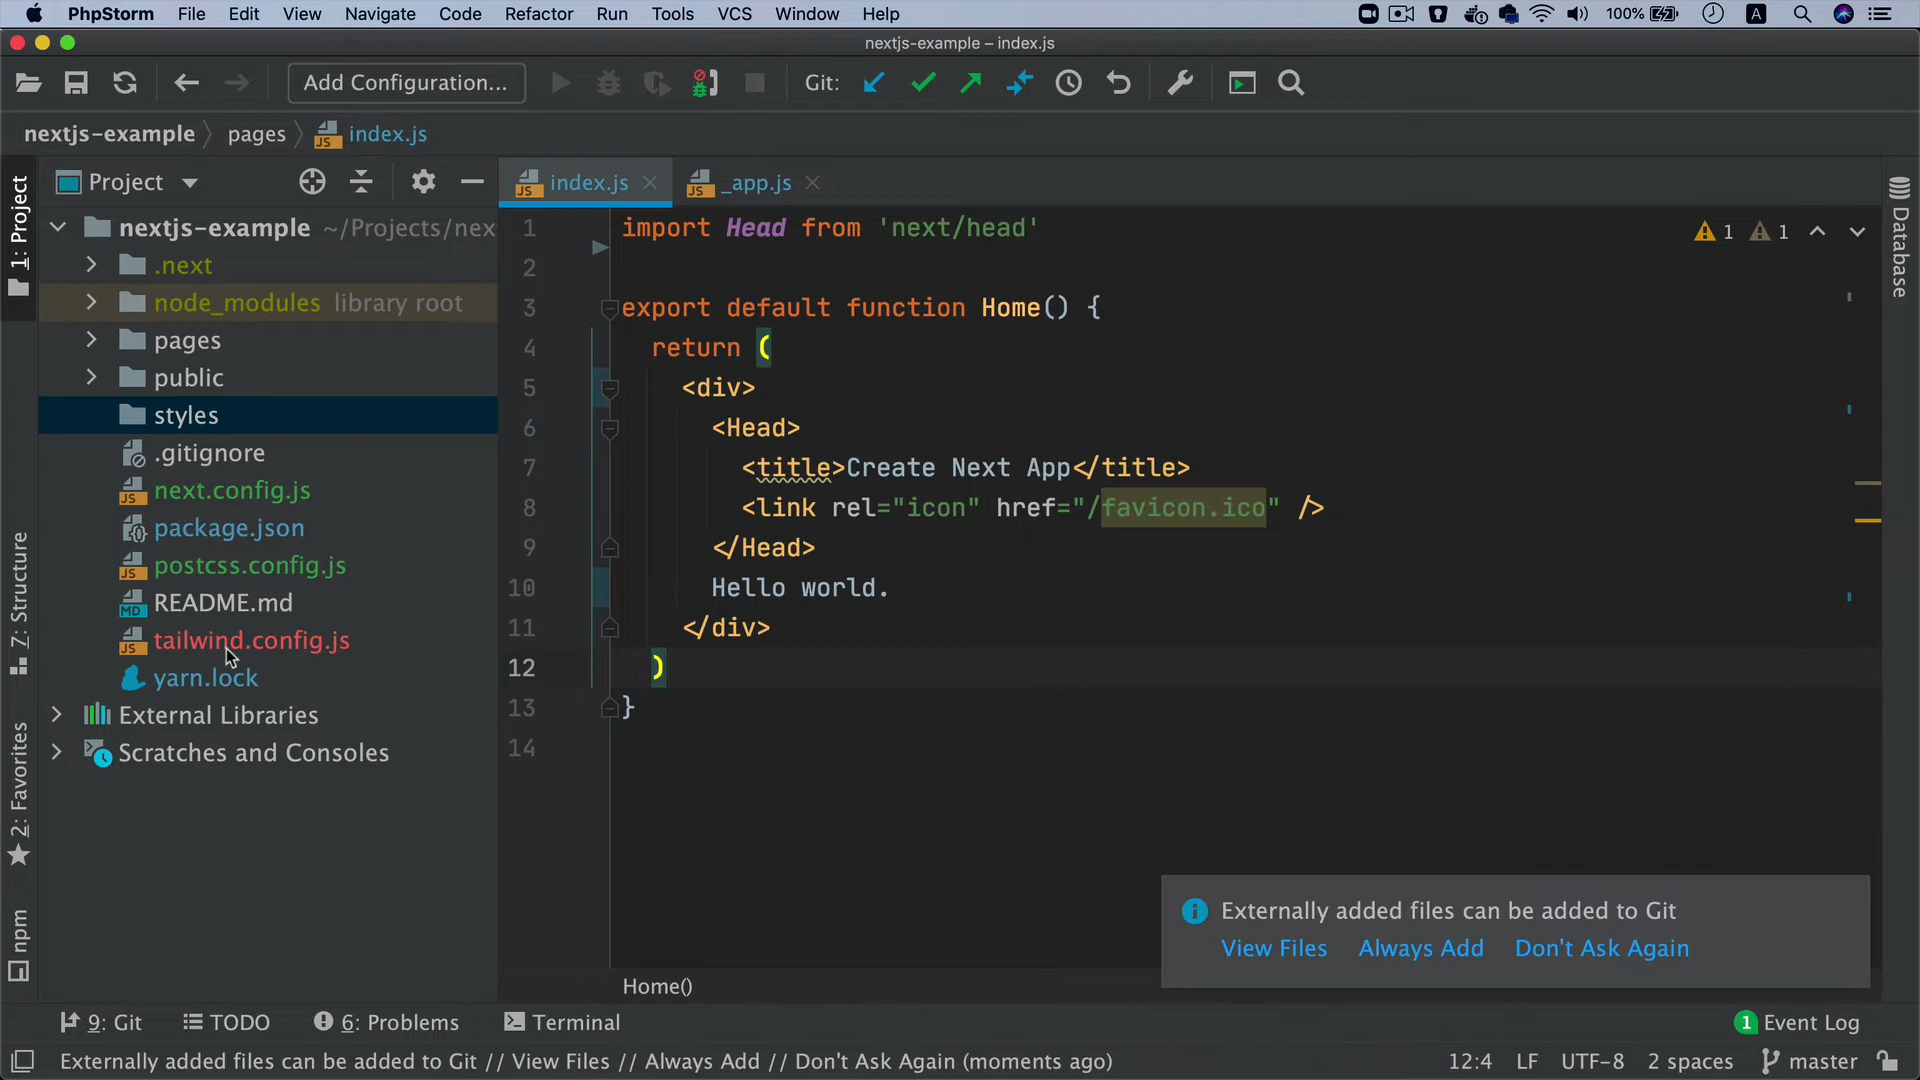 PhpStorm File Edit View Navigate Code Refactor Run Tools VCS Window Help 100% A
nextjs-example – index.js
Add Configuration... Git:
nextjs-example pages index.js
1: Project
Project
index.js
_app.js
Database
nextjs-example ~/Projects/nex
.next
node_modules library root
pages
public
styles
.gitignore
next.config.js
package.json
postcss.config.js
README.md
tailwind.config.js
yarn.lock
External Libraries
Scratches and Consoles
7: Structure
2: Favorites
npm
1 import Head from 'next/head'
2
3 export default function Home() {
4 return (
5 <div>
6 <Head>
7 <title>Create Next App</title>
8 <link rel="icon" href="/favicon.ico" />
9 </Head>
10 Hello world.
11 </div>
12 )
13 }
14
1 1
Externally added files can be added to Git
View Files Always Add Don't Ask Again
Home()
9: Git TODO 6: Problems Terminal 1 Event Log
Externally added files can be added to Git // View Files // Always Add // Don't Ask Again (moments ago) 12:4 LF UTF-8 2 spaces master